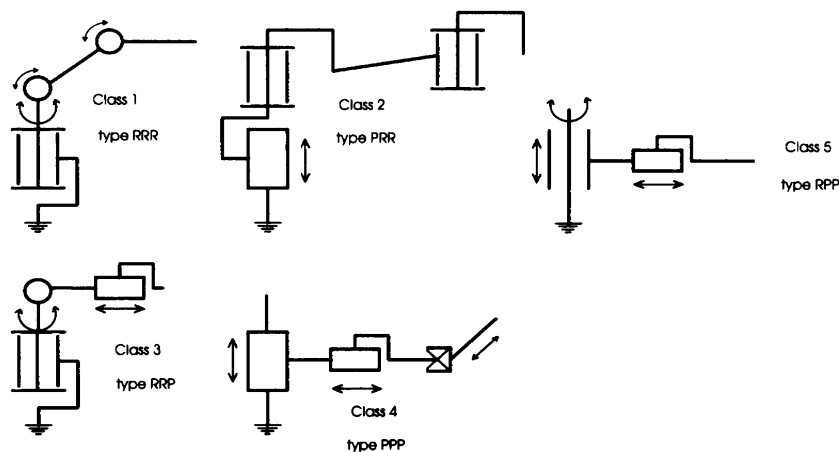 Class 1
type RRR
Class 2
type PRR
Class 5
type RPP
Class 3
type RRP
Class 4
type PPP